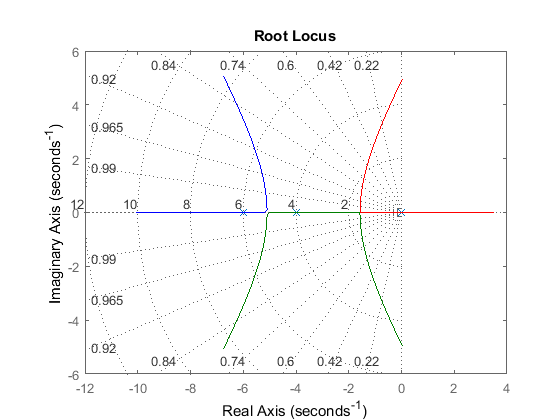 Root Locus
6
4
2
0
-2
-4
-6
Imaginary Axis (seconds-1)
0.84 0.74 0.6 0.42 0.22
0.92
0.965
0.99
12 10 8 6 4 2
0.99
0.965
0.92
0.84 0.74 0.6 0.42 0.22
-12 -10 -8 -6 -4 -2 0 2 4
Real Axis (seconds-1)